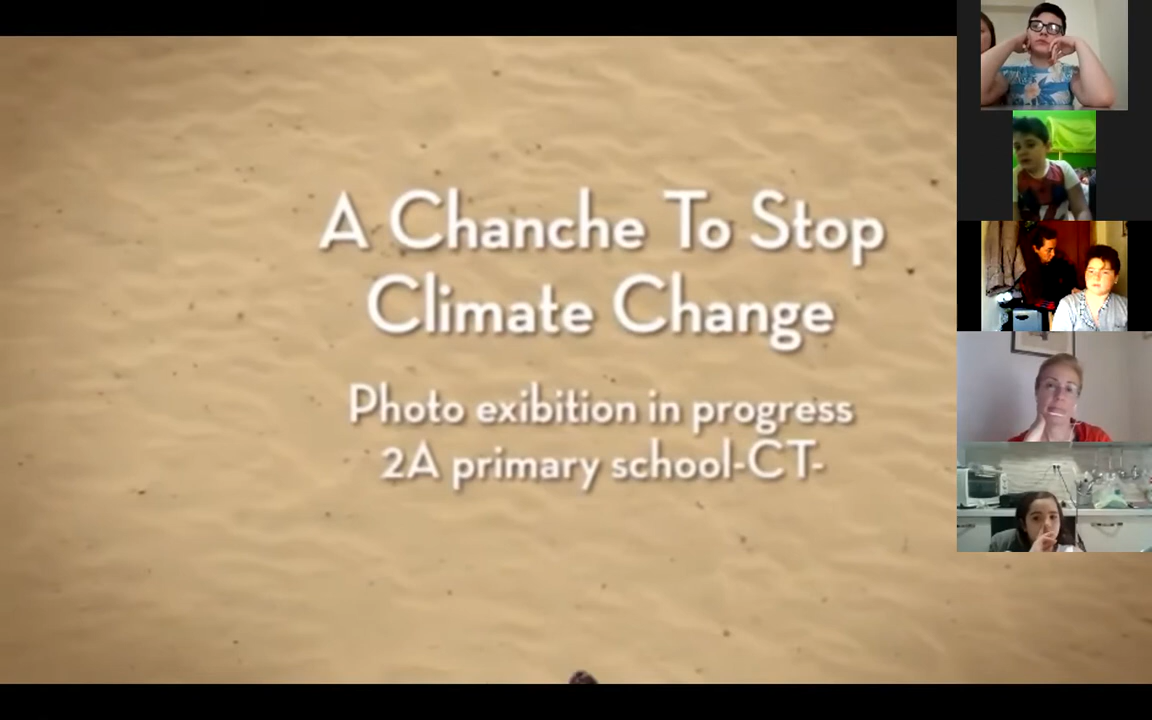 A Chanche To Stop
Climate Change
Photo exibition in progress
2A primary school-CT-